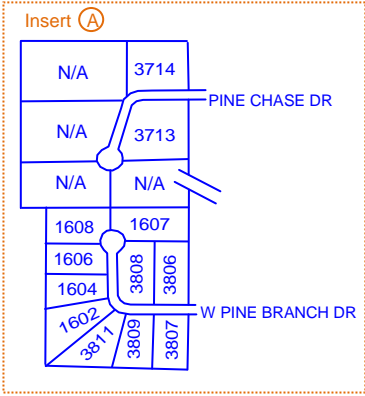 Insert A
N/A 3714
PINE CHASE DR
N/A 3713
N/A N/A
1608 1607
1606 3808 3806
1604
W PINE BRANCH DR
1602 3811 3809 3807